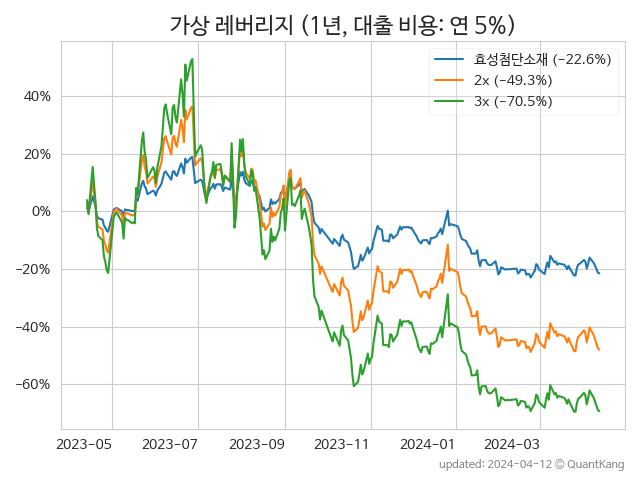 가상 레버리지 (1년, 대출 비용: 연 5%)
효성첨단소재 (−22.6%)
2x (−49.3%)
3x (−70.5%)
40%
20%
0%
−20%
−40%
−60%
2023-05 2023-07 2023-09 2023-11 2024-01 2024-03
updated: 2024-04-12 © QuantKang